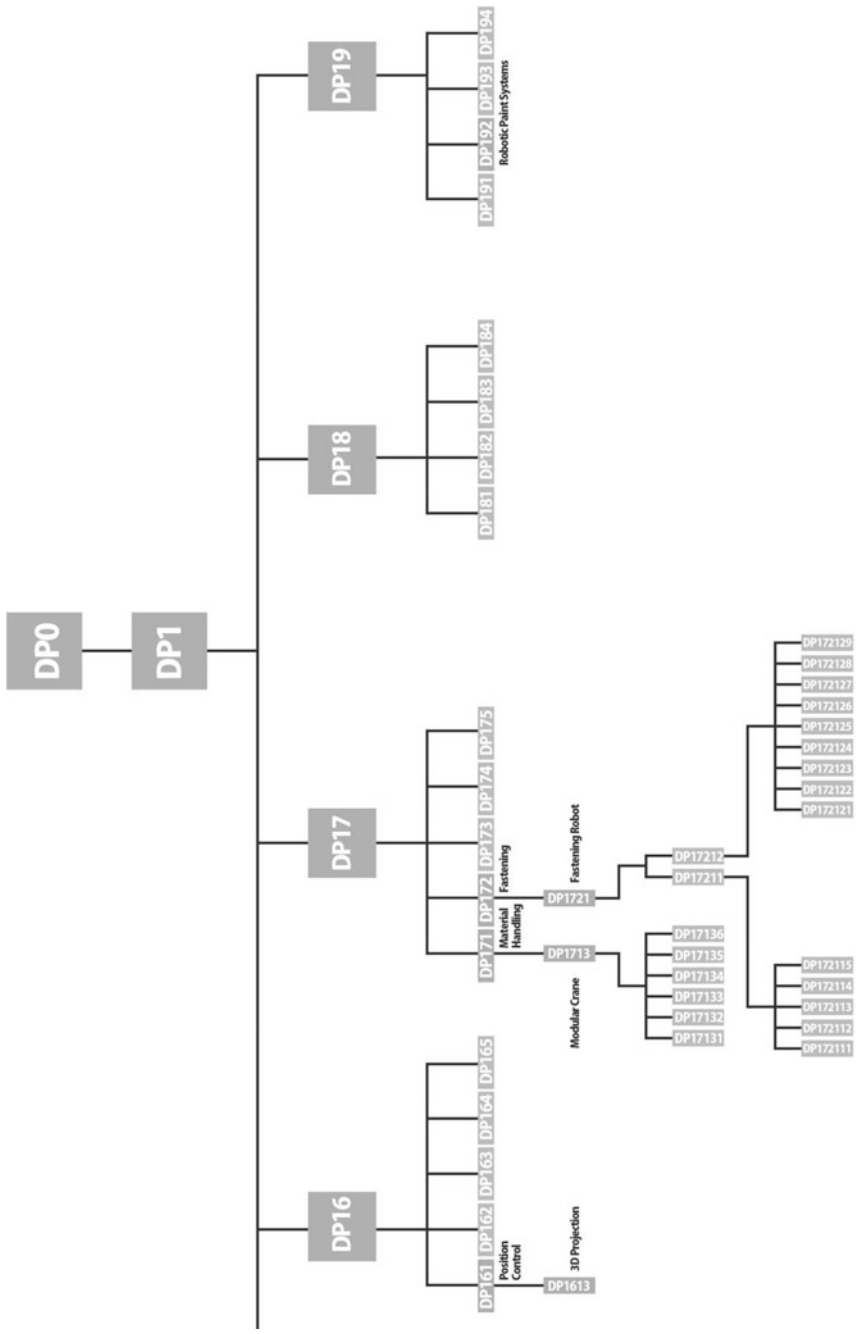 DP0
DP1
DP16
DP17
DP18
DP19
DP161
DP162
DP163
DP164
DP165
DP171
DP172
DP173
DP174
DP175
DP181
DP182
DP183
DP184
DP191
DP192
DP193
DP194
Position
Control
Material
Handling
Fastening
Robotic Paint Systems
DP1613
3D Projection
Modular Crane
DP1713
DP1721
Fastening Robot
DP17131
DP17132
DP17133
DP17134
DP17135
DP17136
DP17211
DP17212
DP172111
DP172112
DP172113
DP172114
DP172115
DP172121
DP172122
DP172123
DP172124
DP172125
DP172126
DP172127
DP172128
DP172129